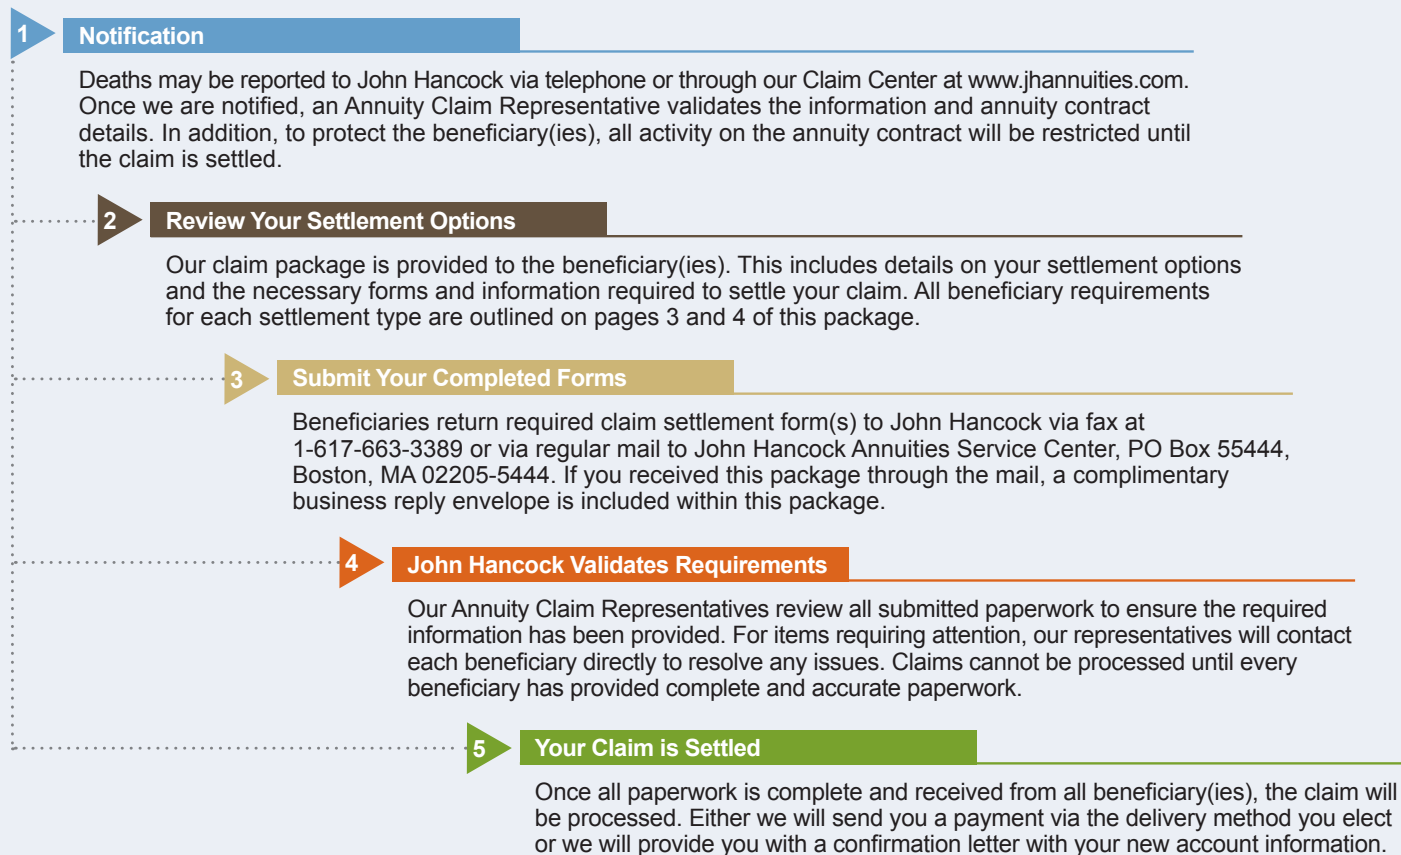 1
Notification
Deaths may be reported to John Hancock via telephone or through our Claim Center at www.jhannuities.com.
Once we are notified, an Annuity Claim Representative validates the information and annuity contract
details. In addition, to protect the beneficiary(ies), all activity on the annuity contract will be restricted until
the claim is settled.
2
Review Your Settlement Options
Our claim package is provided to the beneficiary(ies). This includes details on your settlement options
and the necessary forms and information required to settle your claim. All beneficiary requirements
for each settlement type are outlined on pages 3 and 4 of this package.
3
Submit Your Completed Forms
Beneficiaries return required claim settlement form(s) to John Hancock via fax at
1-617-663-3389 or via regular mail to John Hancock Annuities Service Center, PO Box 55444,
Boston, MA 02205-5444. If you received this package through the mail, a complimentary
business reply envelope is included within this package.
4
John Hancock Validates Requirements
Our Annuity Claim Representatives review all submitted paperwork to ensure the required
information has been provided. For items requiring attention, our representatives will contact
each beneficiary directly to resolve any issues. Claims cannot be processed until every
beneficiary has provided complete and accurate paperwork.
5
Your Claim is Settled
Once all paperwork is complete and received from all beneficiary(ies), the claim will
be processed. Either we will send you a payment via the delivery method you elect
or we will provide you with a confirmation letter with your new account information.